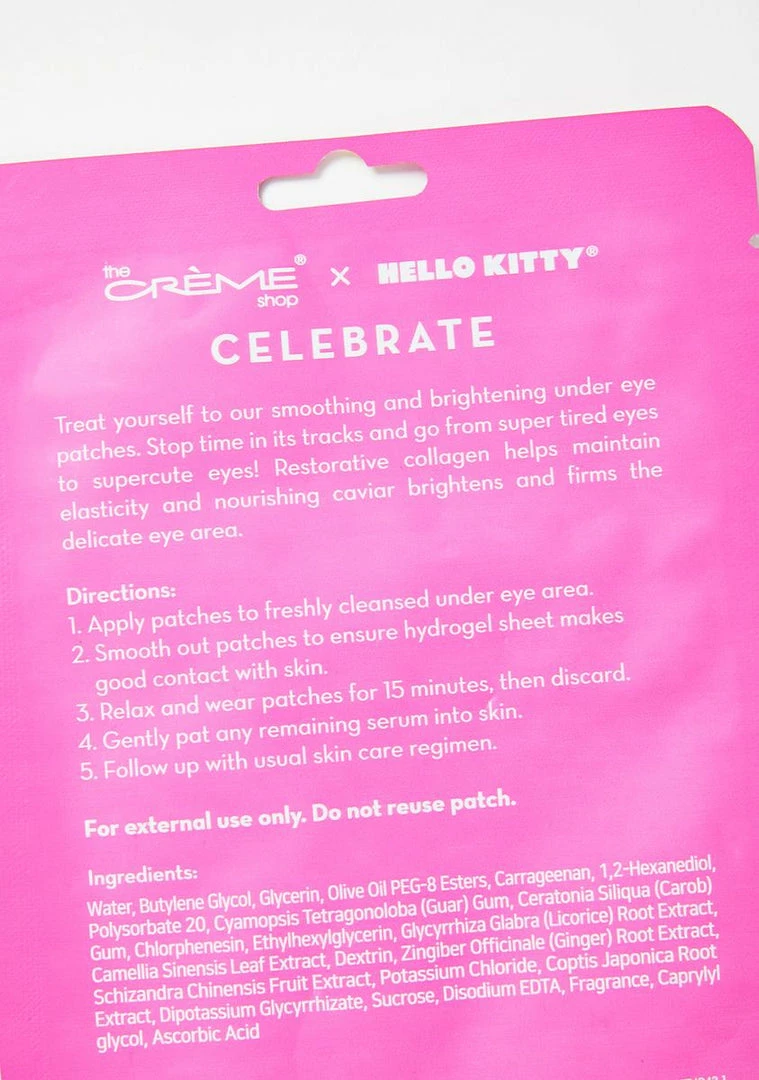 the CRÈME shop® × HELLO KITTY®
CELEBRATE
Treat yourself to our smoothing and brightening under eye
patches. Stop time in its tracks and go from super tired eyes
to supercute eyes! Restorative collagen helps maintain
elasticity and nourishing caviar brightens and firms the
delicate eye area.
Directions:
1. Apply patches to freshly cleansed under eye area.
2. Smooth out patches to ensure hydrogel sheet makes
good contact with skin.
3. Relax and wear patches for 15 minutes, then discard.
4. Gently pat any remaining serum into skin.
5. Follow up with usual skin care regimen.
For external use only. Do not reuse patch.
Ingredients:
Water, Butylene Glycol, Glycerin, Olive Oil PEG-8 Esters, Carrageenan, 1,2-Hexanediol,
Polysorbate 20, Cyamopsis Tetragonoloba (Guar) Gum, Ceratonia Siliqua (Carob)
Gum, Chlorphenesin, Ethylhexylglycerin, Glycyrrhiza Glabra (Licorice) Root Extract,
Camellia Sinensis Leaf Extract, Dextrin, Zingiber Officinale (Ginger) Root Extract,
Schizandra Chinensis Fruit Extract, Potassium Chloride, Coptis Japonica Root
Extract, Dipotassium Glycyrrhizate, Sucrose, Disodium EDTA, Fragrance, Caprylyl
glycol, Ascorbic Acid